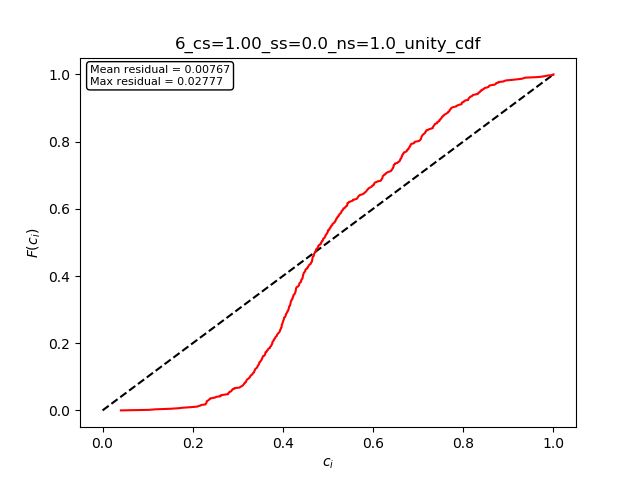 6_cs=1.00_ss=0.0_ns=1.0_unity_cdf
Mean residual = 0.00767
Max residual = 0.02777
1.0
0.8
0.6
0.4
0.2
0.0
F(c_i)
0.0 0.2 0.4 0.6 0.8 1.0
c_i